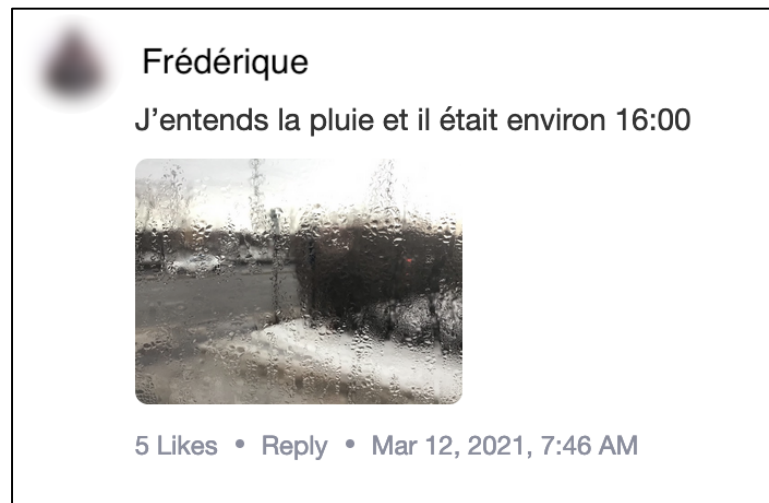 Frédérique
J’entends la pluie et il était environ 16:00
5 Likes • Reply • Mar 12, 2021, 7:46 AM